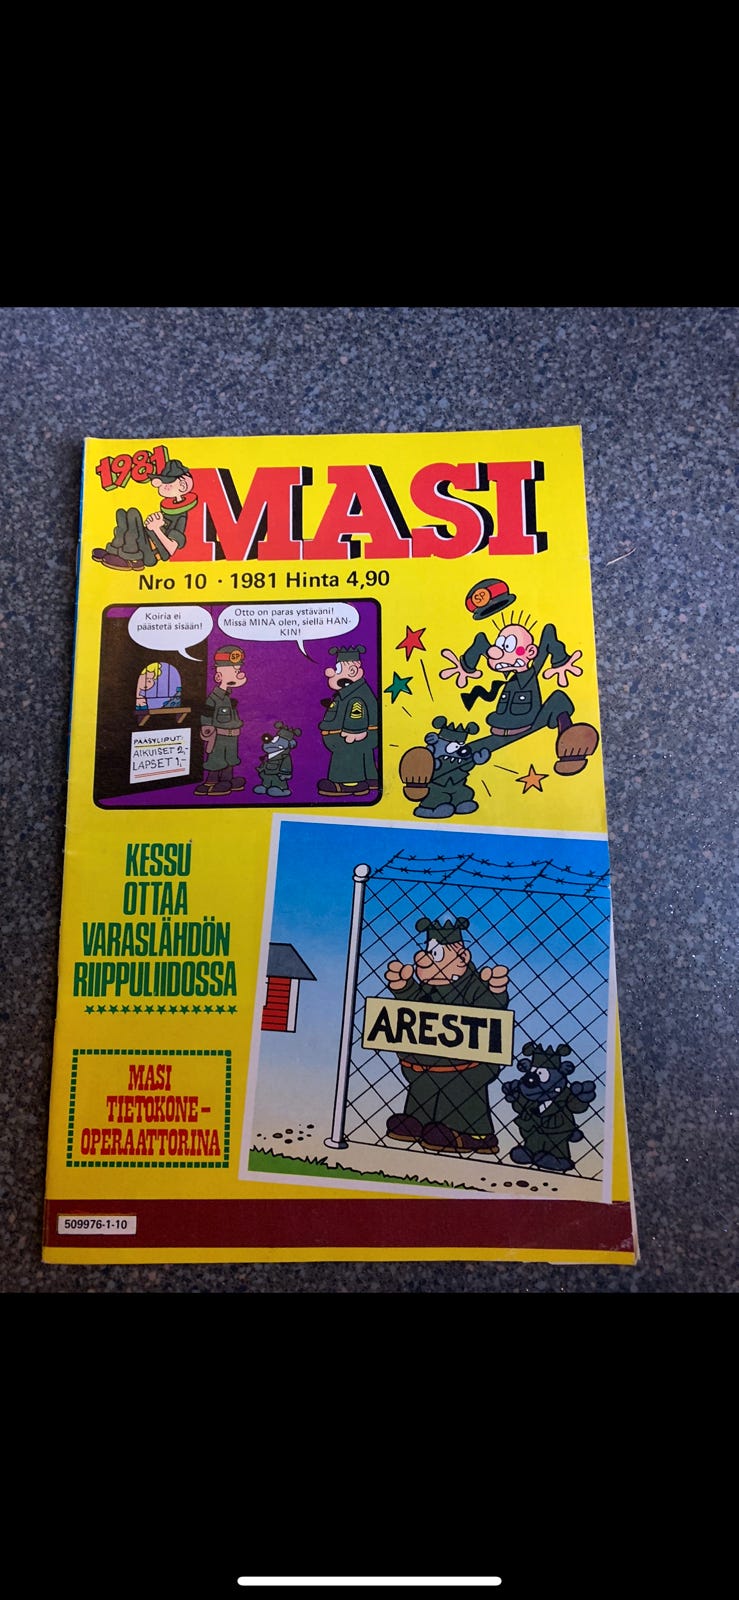 1981
MASI
Nro 10 · 1981 Hinta 4,90
Koiria ei
päästetä sisään!
Otto on paras ystäväni!
Missä MINÄ olen, siellä HÄN-
KIN!
SP
SP
PÄÄSYLIPUT:
AIKUISET 2,-
LAPSET 1,-
KESSU
OTTAA
VARASLÄHDÖN
RIIPPULIIDOSSA
ARESTI
MASI
TIETOKONE-
OPERAATTORINA
509976-1-10